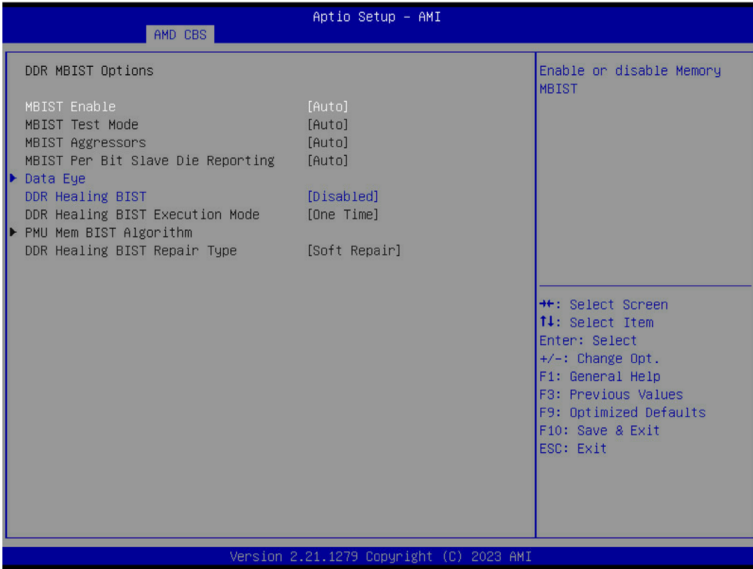 Aptio Setup – AMI
AMD CBS
DDR MBIST Options
MBIST Enable [Auto]
MBIST Test Mode [Auto]
MBIST Aggressors [Auto]
MBIST Per Bit Slave Die Reporting [Auto]
Data Eye
DDR Healing BIST [Disabled]
DDR Healing BIST Execution Mode [One Time]
PMU Mem BIST Algorithm
DDR Healing BIST Repair Type [Soft Repair]
Enable or disable Memory
MBIST
→←: Select Screen
↑↓: Select Item
Enter: Select
+/-: Change Opt.
F1: General Help
F3: Previous Values
F9: Optimized Defaults
F10: Save & Exit
ESC: Exit
Version 2.21.1279 Copyright (C) 2023 AMI